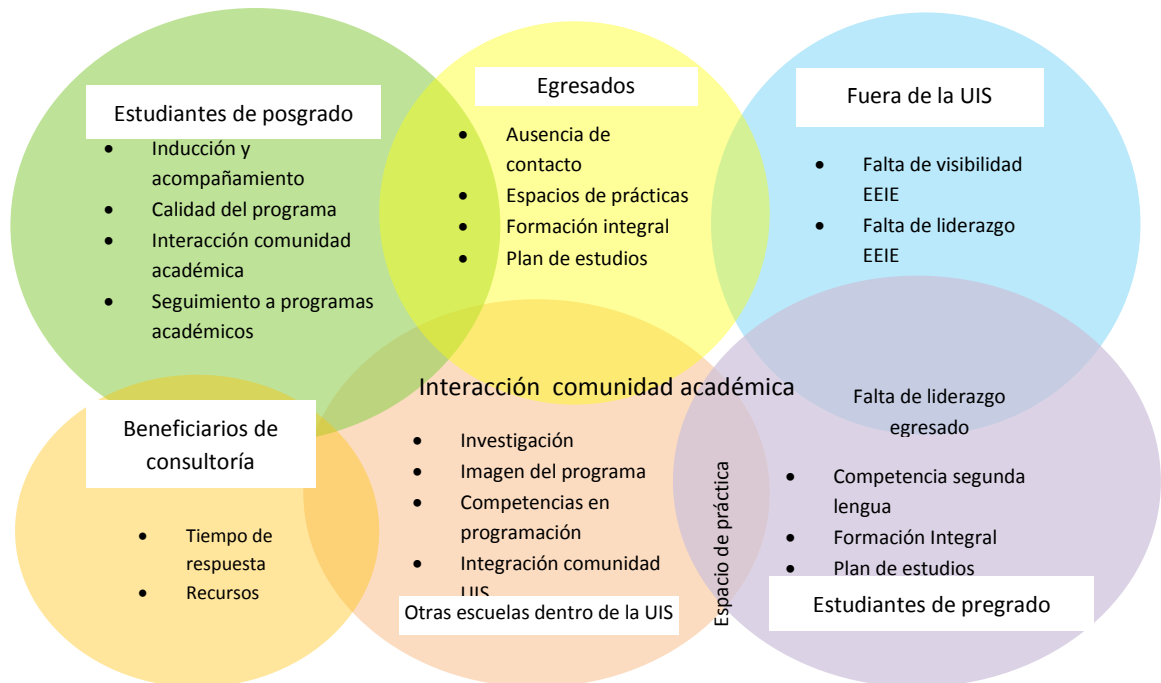 Estudiantes de posgrado
• Inducción y
acompañamiento
• Calidad del programa
• Interacción comunidad
académica
• Seguimiento a programas
académicos
Egresados
• Ausencia de
contacto
• Espacios de prácticas
• Formación integral
• Plan de estudios
Fuera de la UIS
• Falta de visibilidad
EEIE
• Falta de liderazgo
EEIE
Beneficiarios de
consultoría
• Tiempo de
respuesta
• Recursos
Interacción comunidad académica
• Investigación
• Imagen del programa
• Competencias en
programación
• Integración comunidad
UIS
Otras escuelas dentro de la UIS
Espacio de práctica
Falta de liderazgo
egresado
• Competencia segunda
lengua
• Formación Integral
• Plan de estudios
Estudiantes de pregrado